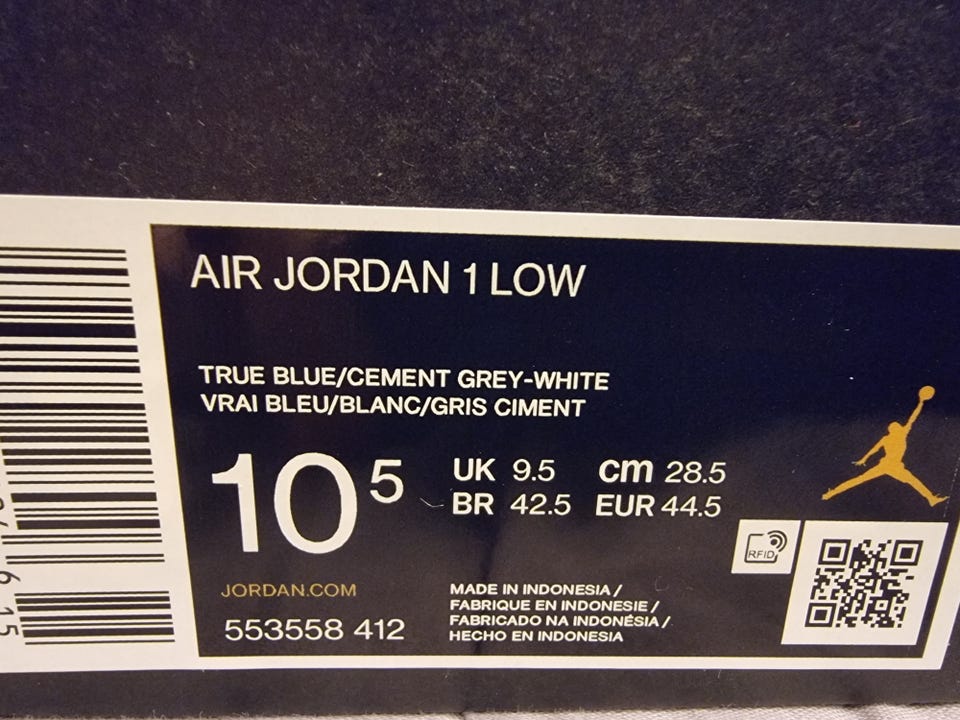 AIR JORDAN 1 LOW
TRUE BLUE/CEMENT GREY-WHITE
VRAI BLEU/BLANC/GRIS CIMENT
10 5
UK 9.5 cm 28.5
BR 42.5 EUR 44.5
RFID
JORDAN.COM
553558 412
MADE IN INDONESIA /
FABRIQUE EN INDONESIE /
FABRICADO NA INDONÉSIA /
HECHO EN INDONESIA